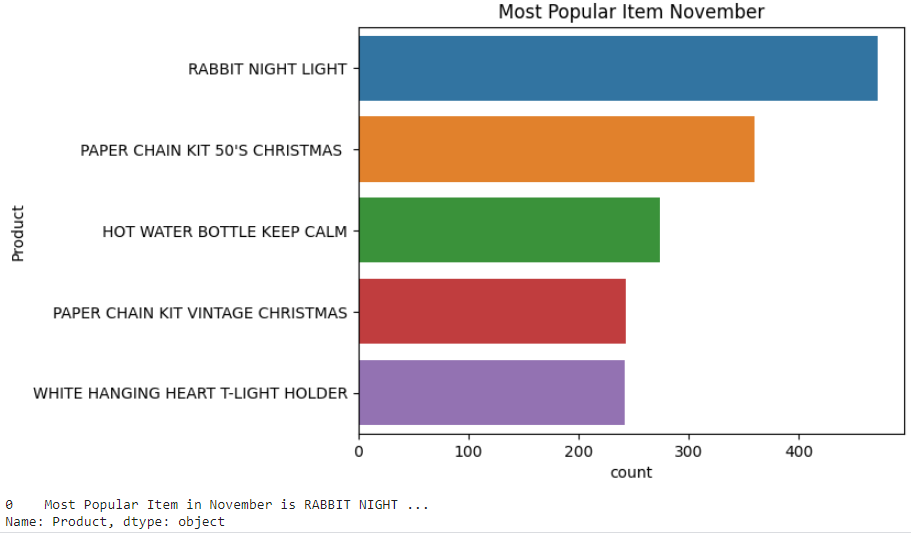 Most Popular Item November
RABBIT NIGHT LIGHT
PAPER CHAIN KIT 50'S CHRISTMAS
HOT WATER BOTTLE KEEP CALM
PAPER CHAIN KIT VINTAGE CHRISTMAS
WHITE HANGING HEART T-LIGHT HOLDER
Product
0 100 200 300 400
count
0    Most Popular Item in November is RABBIT NIGHT ...
Name: Product, dtype: object